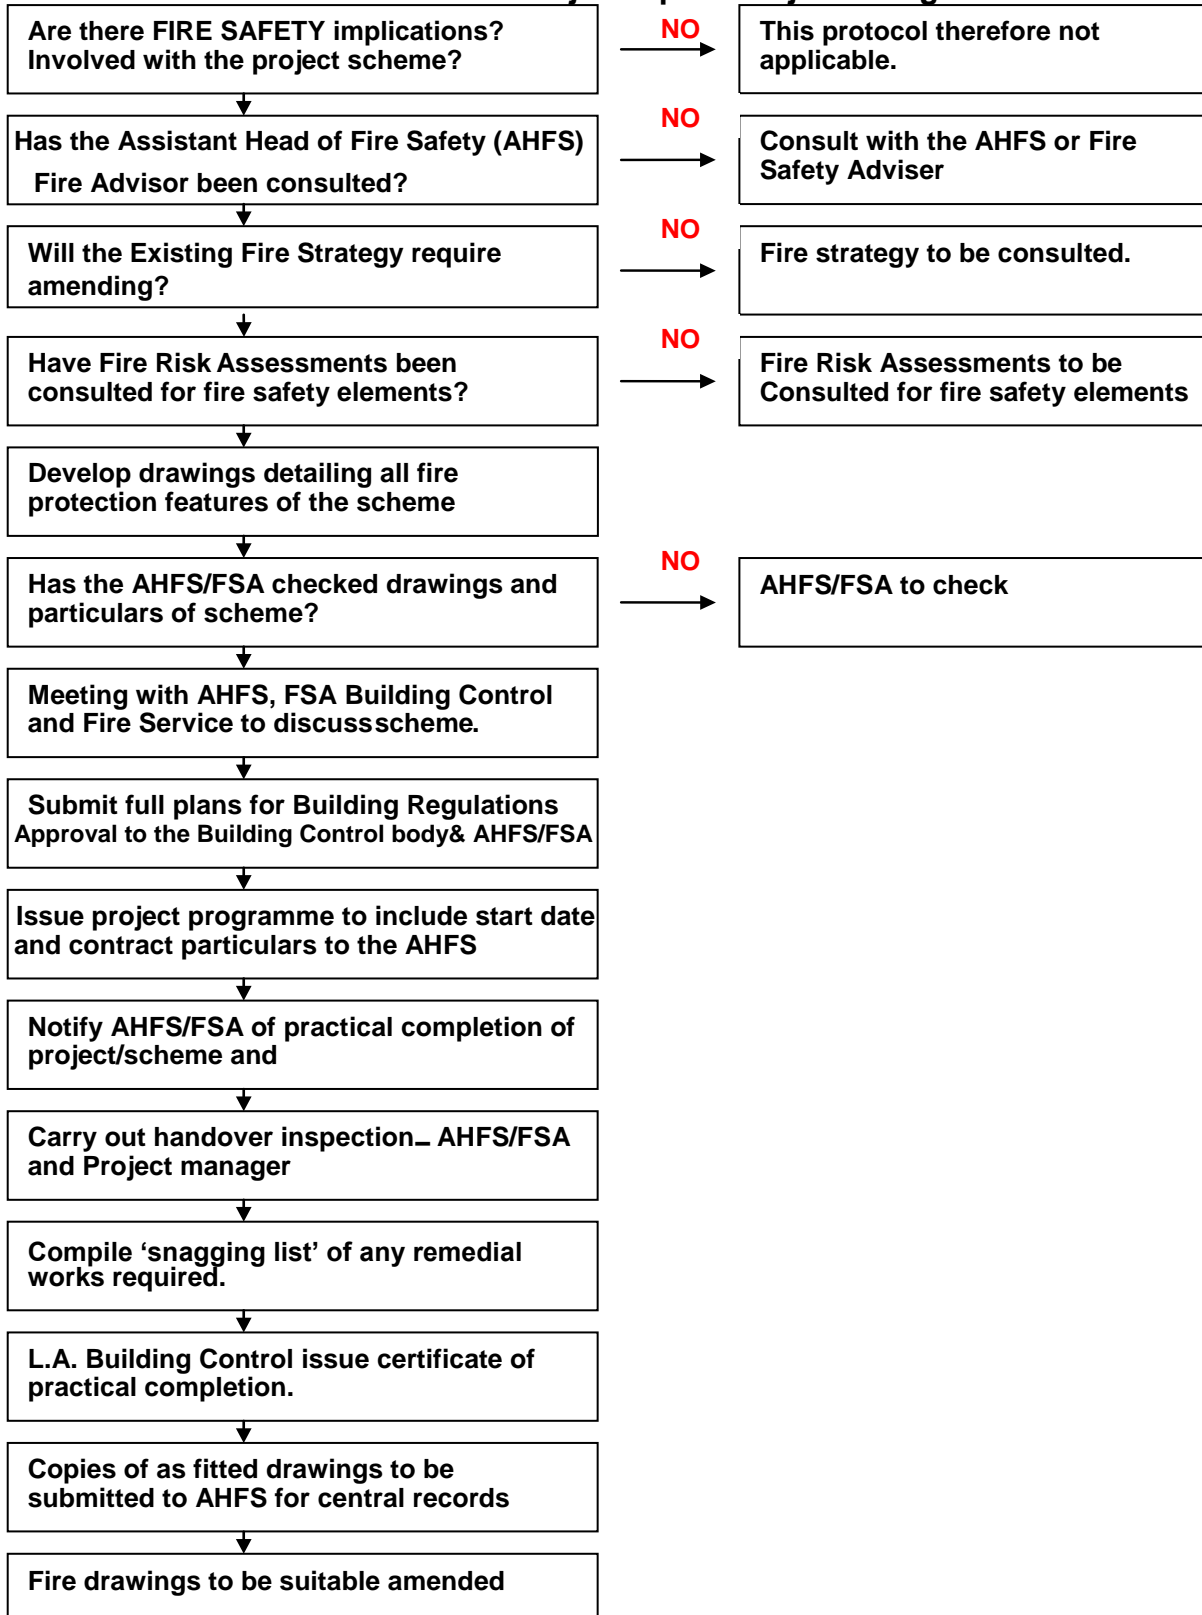 Are there FIRE SAFETY implications?
Involved with the project scheme?
NO
This protocol therefore not
applicable.
Has the Assistant Head of Fire Safety (AHFS)
Fire Advisor been consulted?
NO
Consult with the AHFS or Fire
Safety Adviser
Will the Existing Fire Strategy require
amending?
NO
Fire strategy to be consulted.
Have Fire Risk Assessments been
consulted for fire safety elements?
NO
Fire Risk Assessments to be
Consulted for fire safety elements
Develop drawings detailing all fire
protection features of the scheme
Has the AHFS/FSA checked drawings and
particulars of scheme?
NO
AHFS/FSA to check
Meeting with AHFS, FSA Building Control
and Fire Service to discuss scheme.
Submit full plans for Building Regulations
Approval to the Building Control body& AHFS/FSA
Issue project programme to include start date
and contract particulars to the AHFS
Notify AHFS/FSA of practical completion of
project/scheme and
Carry out handover inspection – AHFS/FSA
and Project manager
Compile ‘snagging list’ of any remedial
works required.
L.A. Building Control issue certificate of
practical completion.
Copies of as fitted drawings to be
submitted to AHFS for central records
Fire drawings to be suitable amended